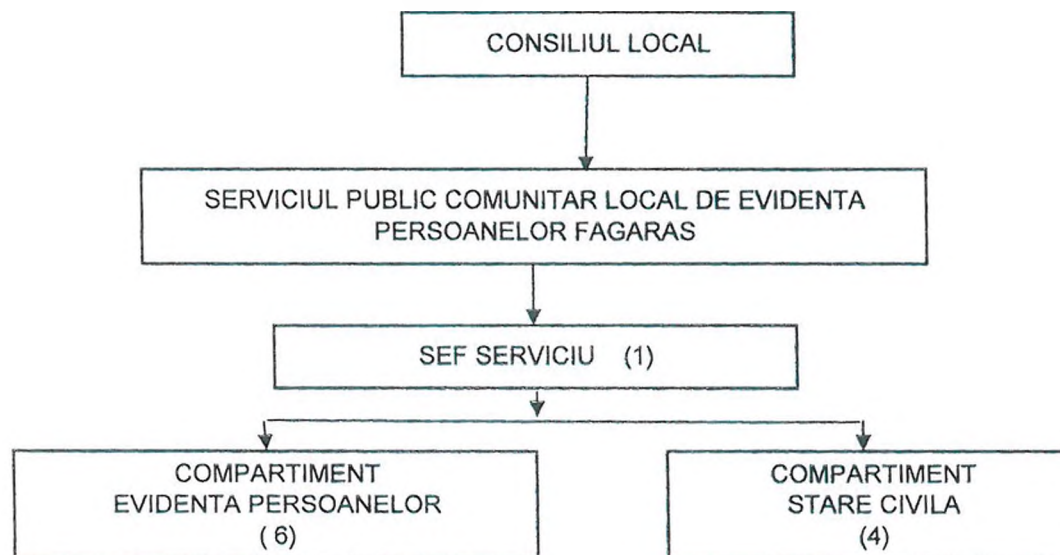 CONSILIUL LOCAL
SERVICIUL PUBLIC COMUNITAR LOCAL DE EVIDENTA
PERSOANELOR FAGARAS
SEF SERVICIU (1)
COMPARTIMENT
EVIDENTA PERSOANELOR
( 6)
COMPARTIMENT
STARE CIVILA
(4)